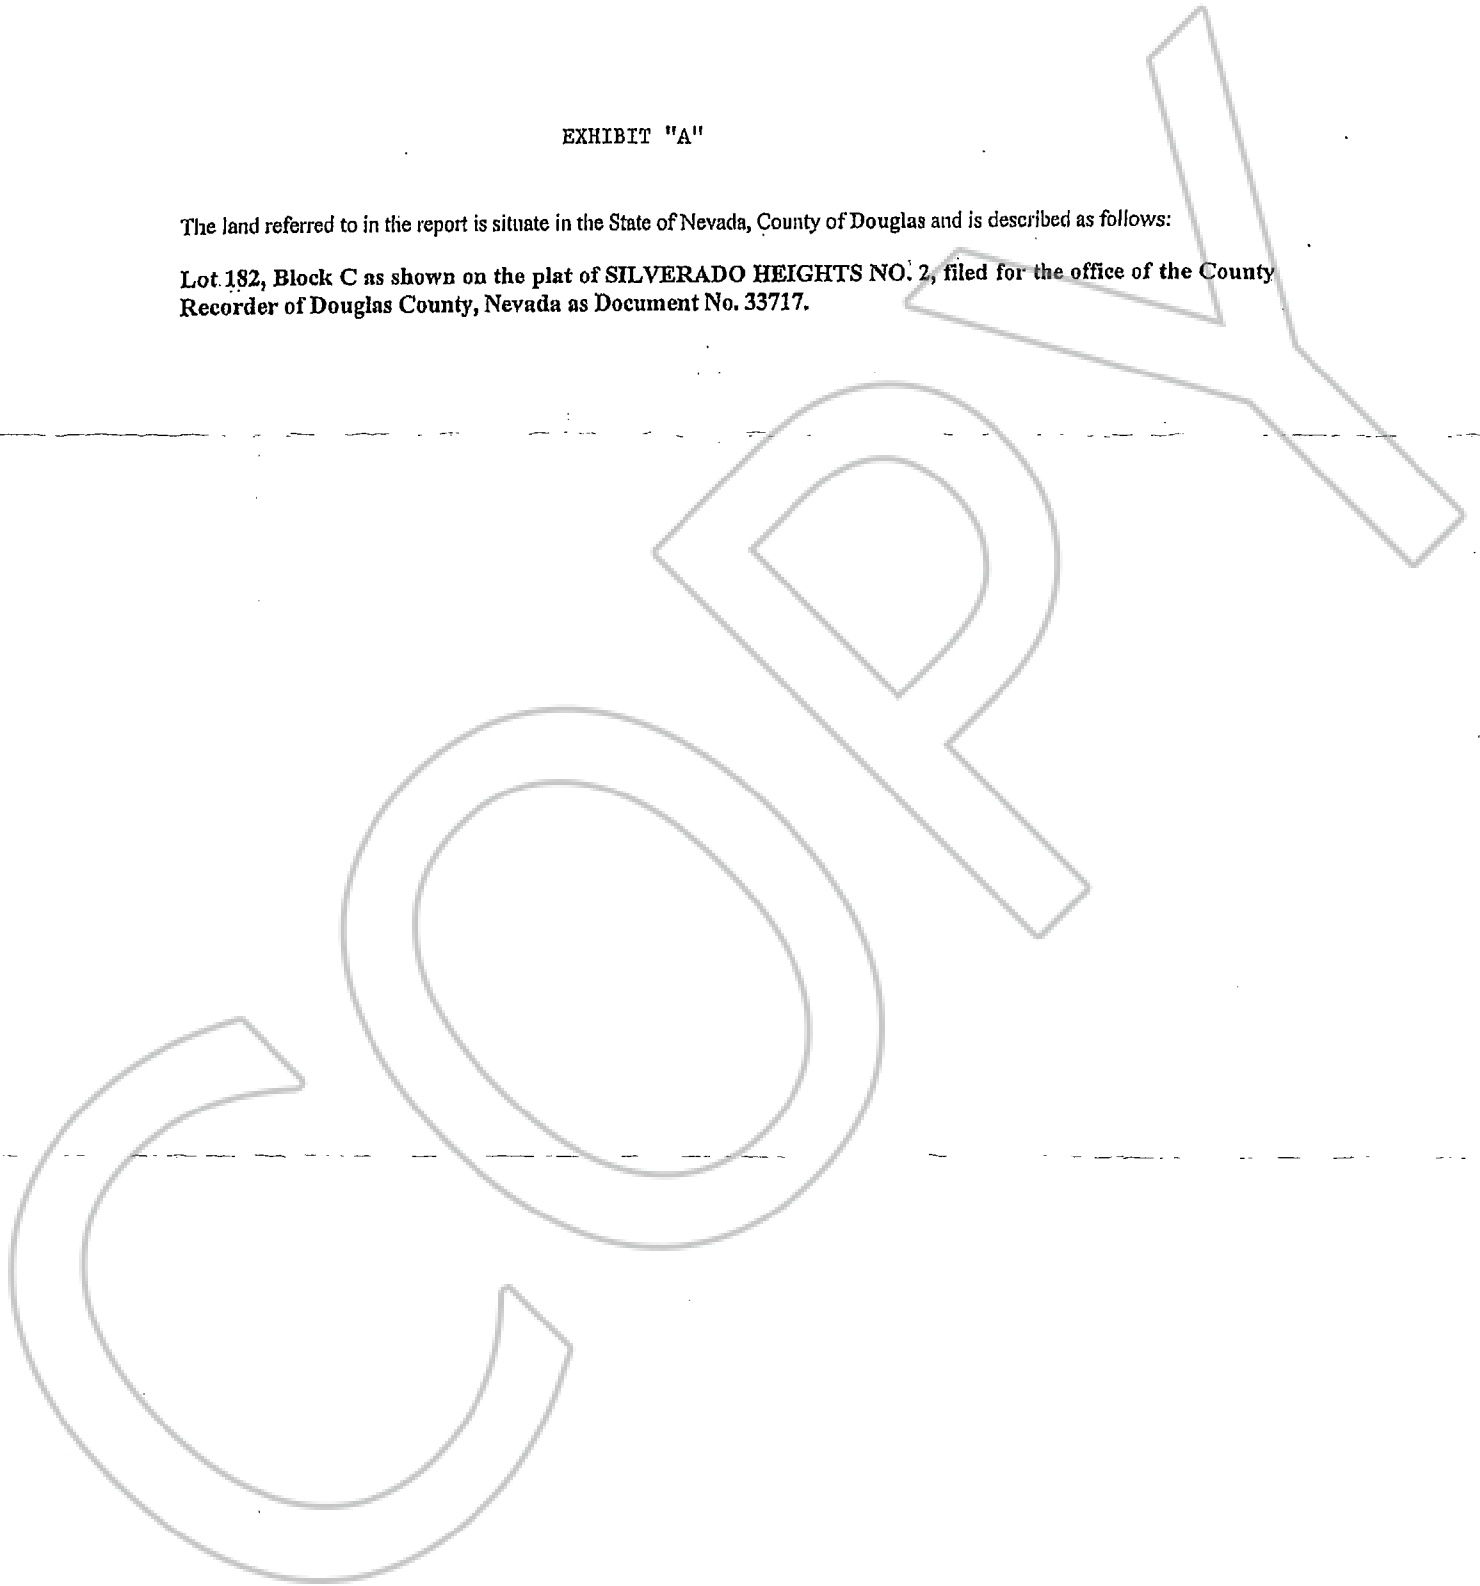 EXHIBIT "A"
The land referred to in the report is situate in the State of Nevada, County of Douglas and is described as follows:
Lot 182, Block C as shown on the plat of SILVERADO HEIGHTS NO. 2, filed for the office of the County
Recorder of Douglas County, Nevada as Document No. 33717.
COPY